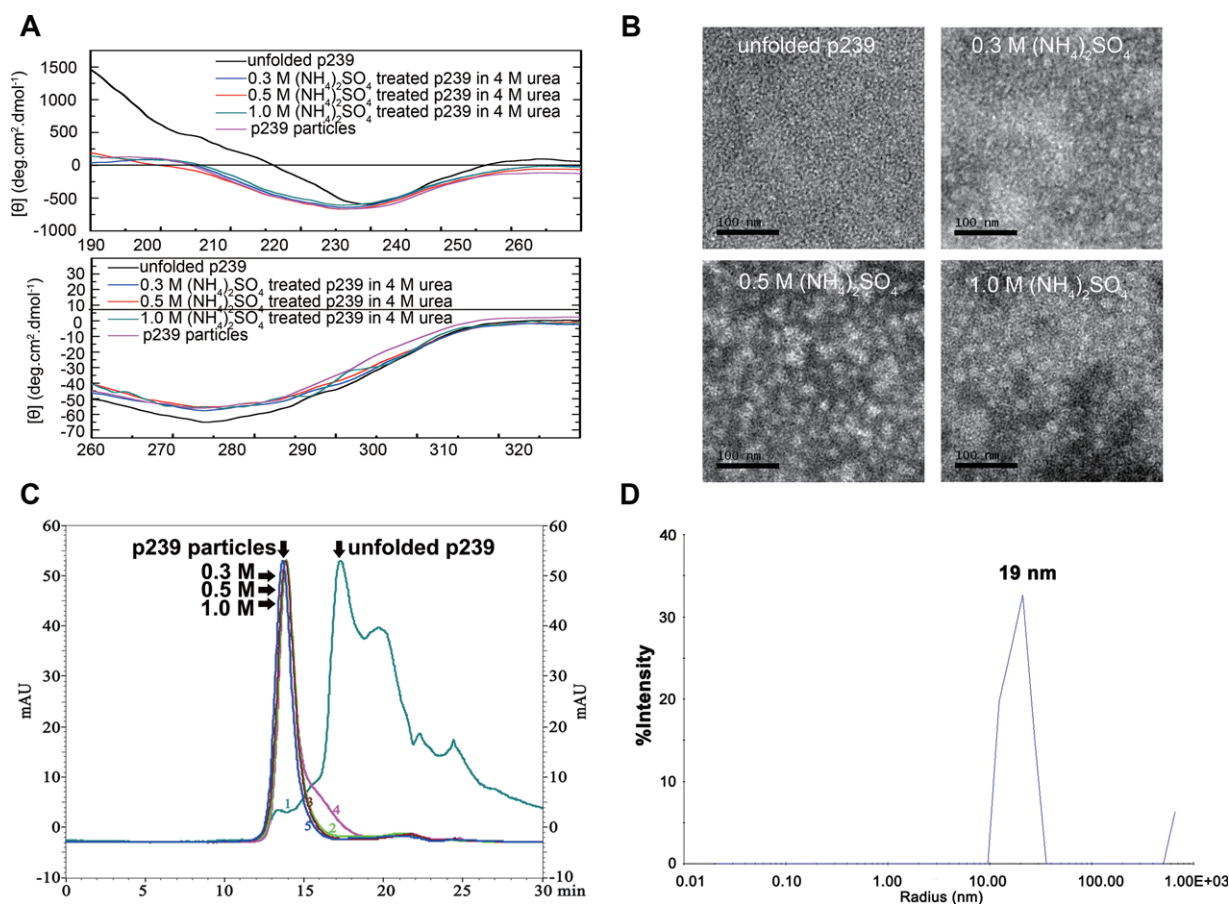 A
[θ] (deg.cm².dmol⁻¹)
1500
1000
500
0
-500
-1000
190 200 210 220 230 240 250 260
unfolded p239
0.3 M (NH₄)₂SO₄ treated p239 in 4 M urea
0.5 M (NH₄)₂SO₄ treated p239 in 4 M urea
1.0 M (NH₄)₂SO₄ treated p239 in 4 M urea
p239 particles
[θ] (deg.cm².dmol⁻¹)
30
20
10
0
-10
-20
-30
-40
-50
-60
-70
260 270 280 290 300 310 320
unfolded p239
0.3 M (NH₄)₂SO₄ treated p239 in 4 M urea
0.5 M (NH₄)₂SO₄ treated p239 in 4 M urea
1.0 M (NH₄)₂SO₄ treated p239 in 4 M urea
p239 particles
B
unfolded p239
100 nm
0.3 M (NH₄)₂SO₄
100 nm
0.5 M (NH₄)₂SO₄
100 nm
1.0 M (NH₄)₂SO₄
100 nm
C
mAU
60
50
40
30
20
10
0
-10
p239 particles
unfolded p239
0.3 M
0.5 M
1.0 M
1
3
4
5
2
60
50
40
30
20
10
0
-10
mAU
0 5 10 15 20 25 30 min
D
%Intensity
40
30
20
10
0
19 nm
0.01 0.10 1.00 10.00 100.00 1.00E+03
Radius (nm)